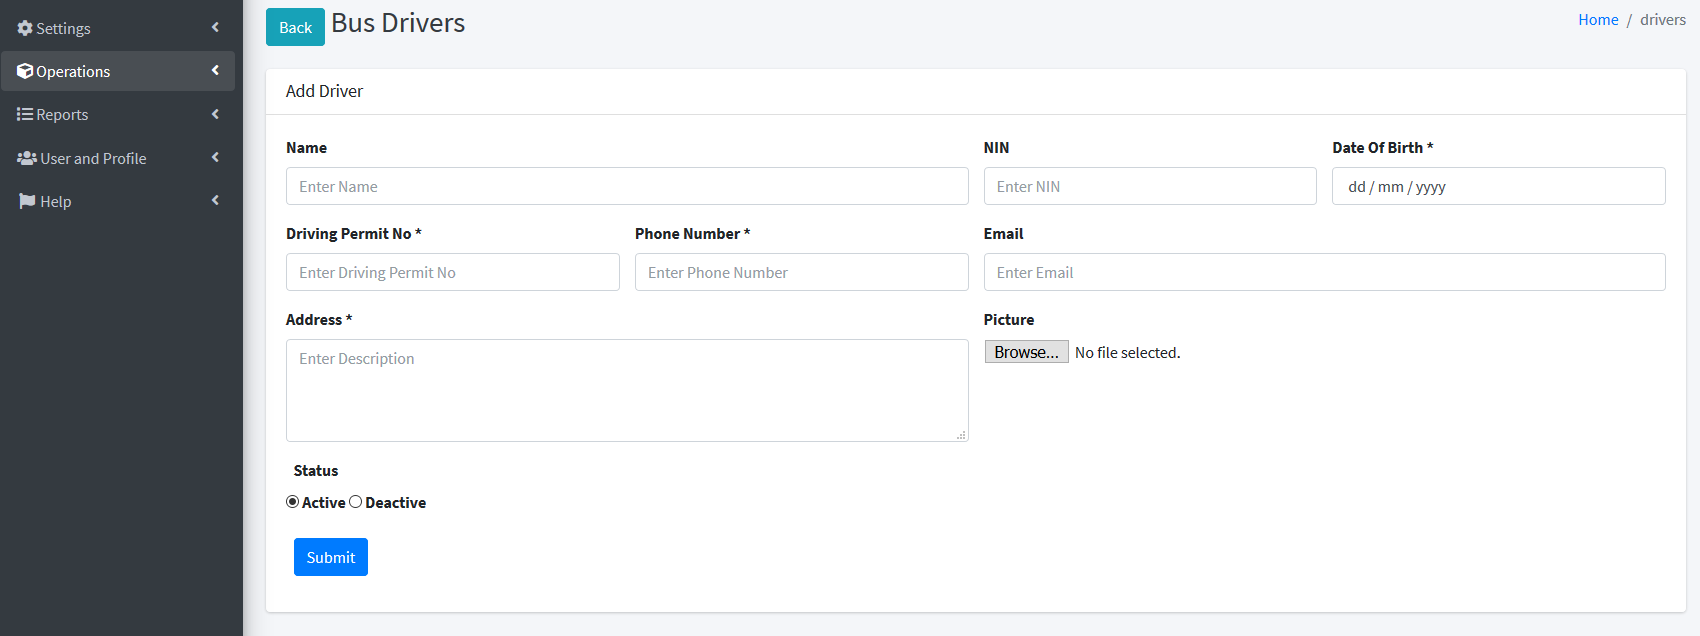 Settings
Operations
Reports
User and Profile
Help
Back Bus Drivers
Home / drivers
Add Driver
Name NIN Date Of Birth *
Enter Name Enter NIN dd / mm / yyyy
Driving Permit No * Phone Number * Email
Enter Driving Permit No Enter Phone Number Enter Email
Address * Picture
Enter Description Browse... No file selected.
Status
Active Deactive
Submit